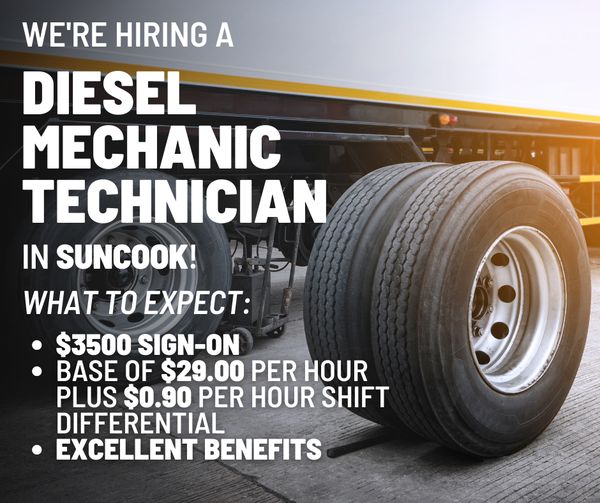 WE'RE HIRING A
DIESEL
MECHANIC
TECHNICIAN
IN SUNCOOK!
WHAT TO EXPECT:
• $3500 SIGN-ON
• BASE OF $29.00 PER HOUR
PLUS $0.90 PER HOUR SHIFT
DIFFERENTIAL
• EXCELLENT BENEFITS